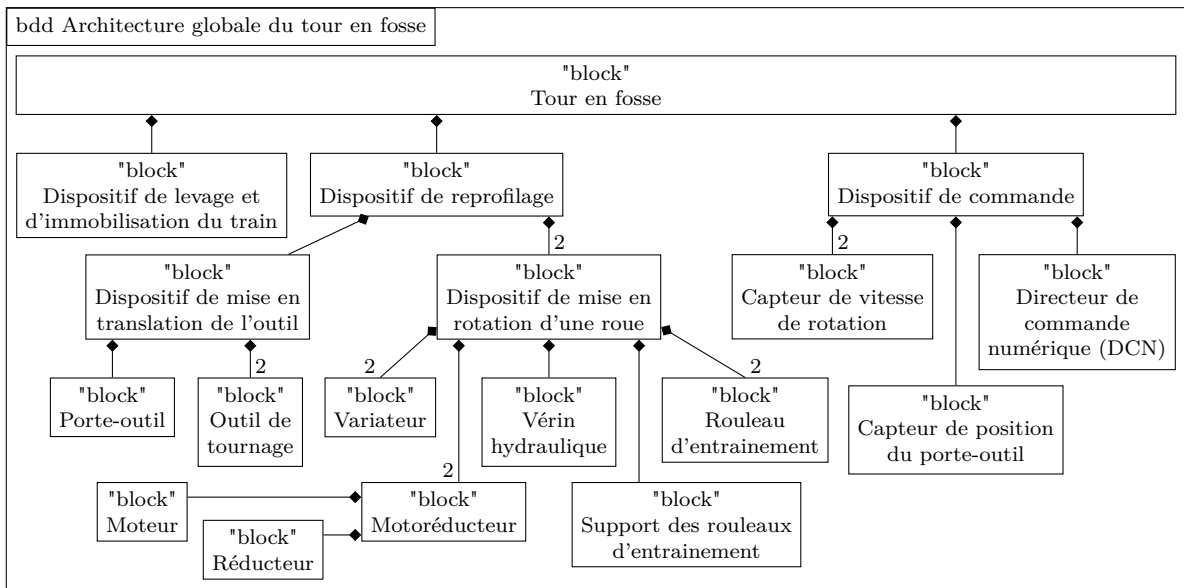 bdd Architecture globale du tour en fosse
"block"
Tour en fosse
"block"
Dispositif de levage et
d'immobilisation du train
"block"
Dispositif de reprofilage
"block"
Dispositif de commande
2
2
"block"
Dispositif de mise en
translation de l'outil
"block"
Dispositif de mise en
rotation d'une roue
"block"
Capteur de vitesse
de rotation
"block"
Directeur de
commande
numérique (DCN)
2
2
2
"block"
Porte-outil
"block"
Outil de
tournage
"block"
Variateur
"block"
Vérin
hydraulique
"block"
Rouleau
d'entrainement
"block"
Capteur de position
du porte-outil
2
"block"
Moteur
"block"
Réducteur
"block"
Motoréducteur
"block"
Support des rouleaux
d'entrainement